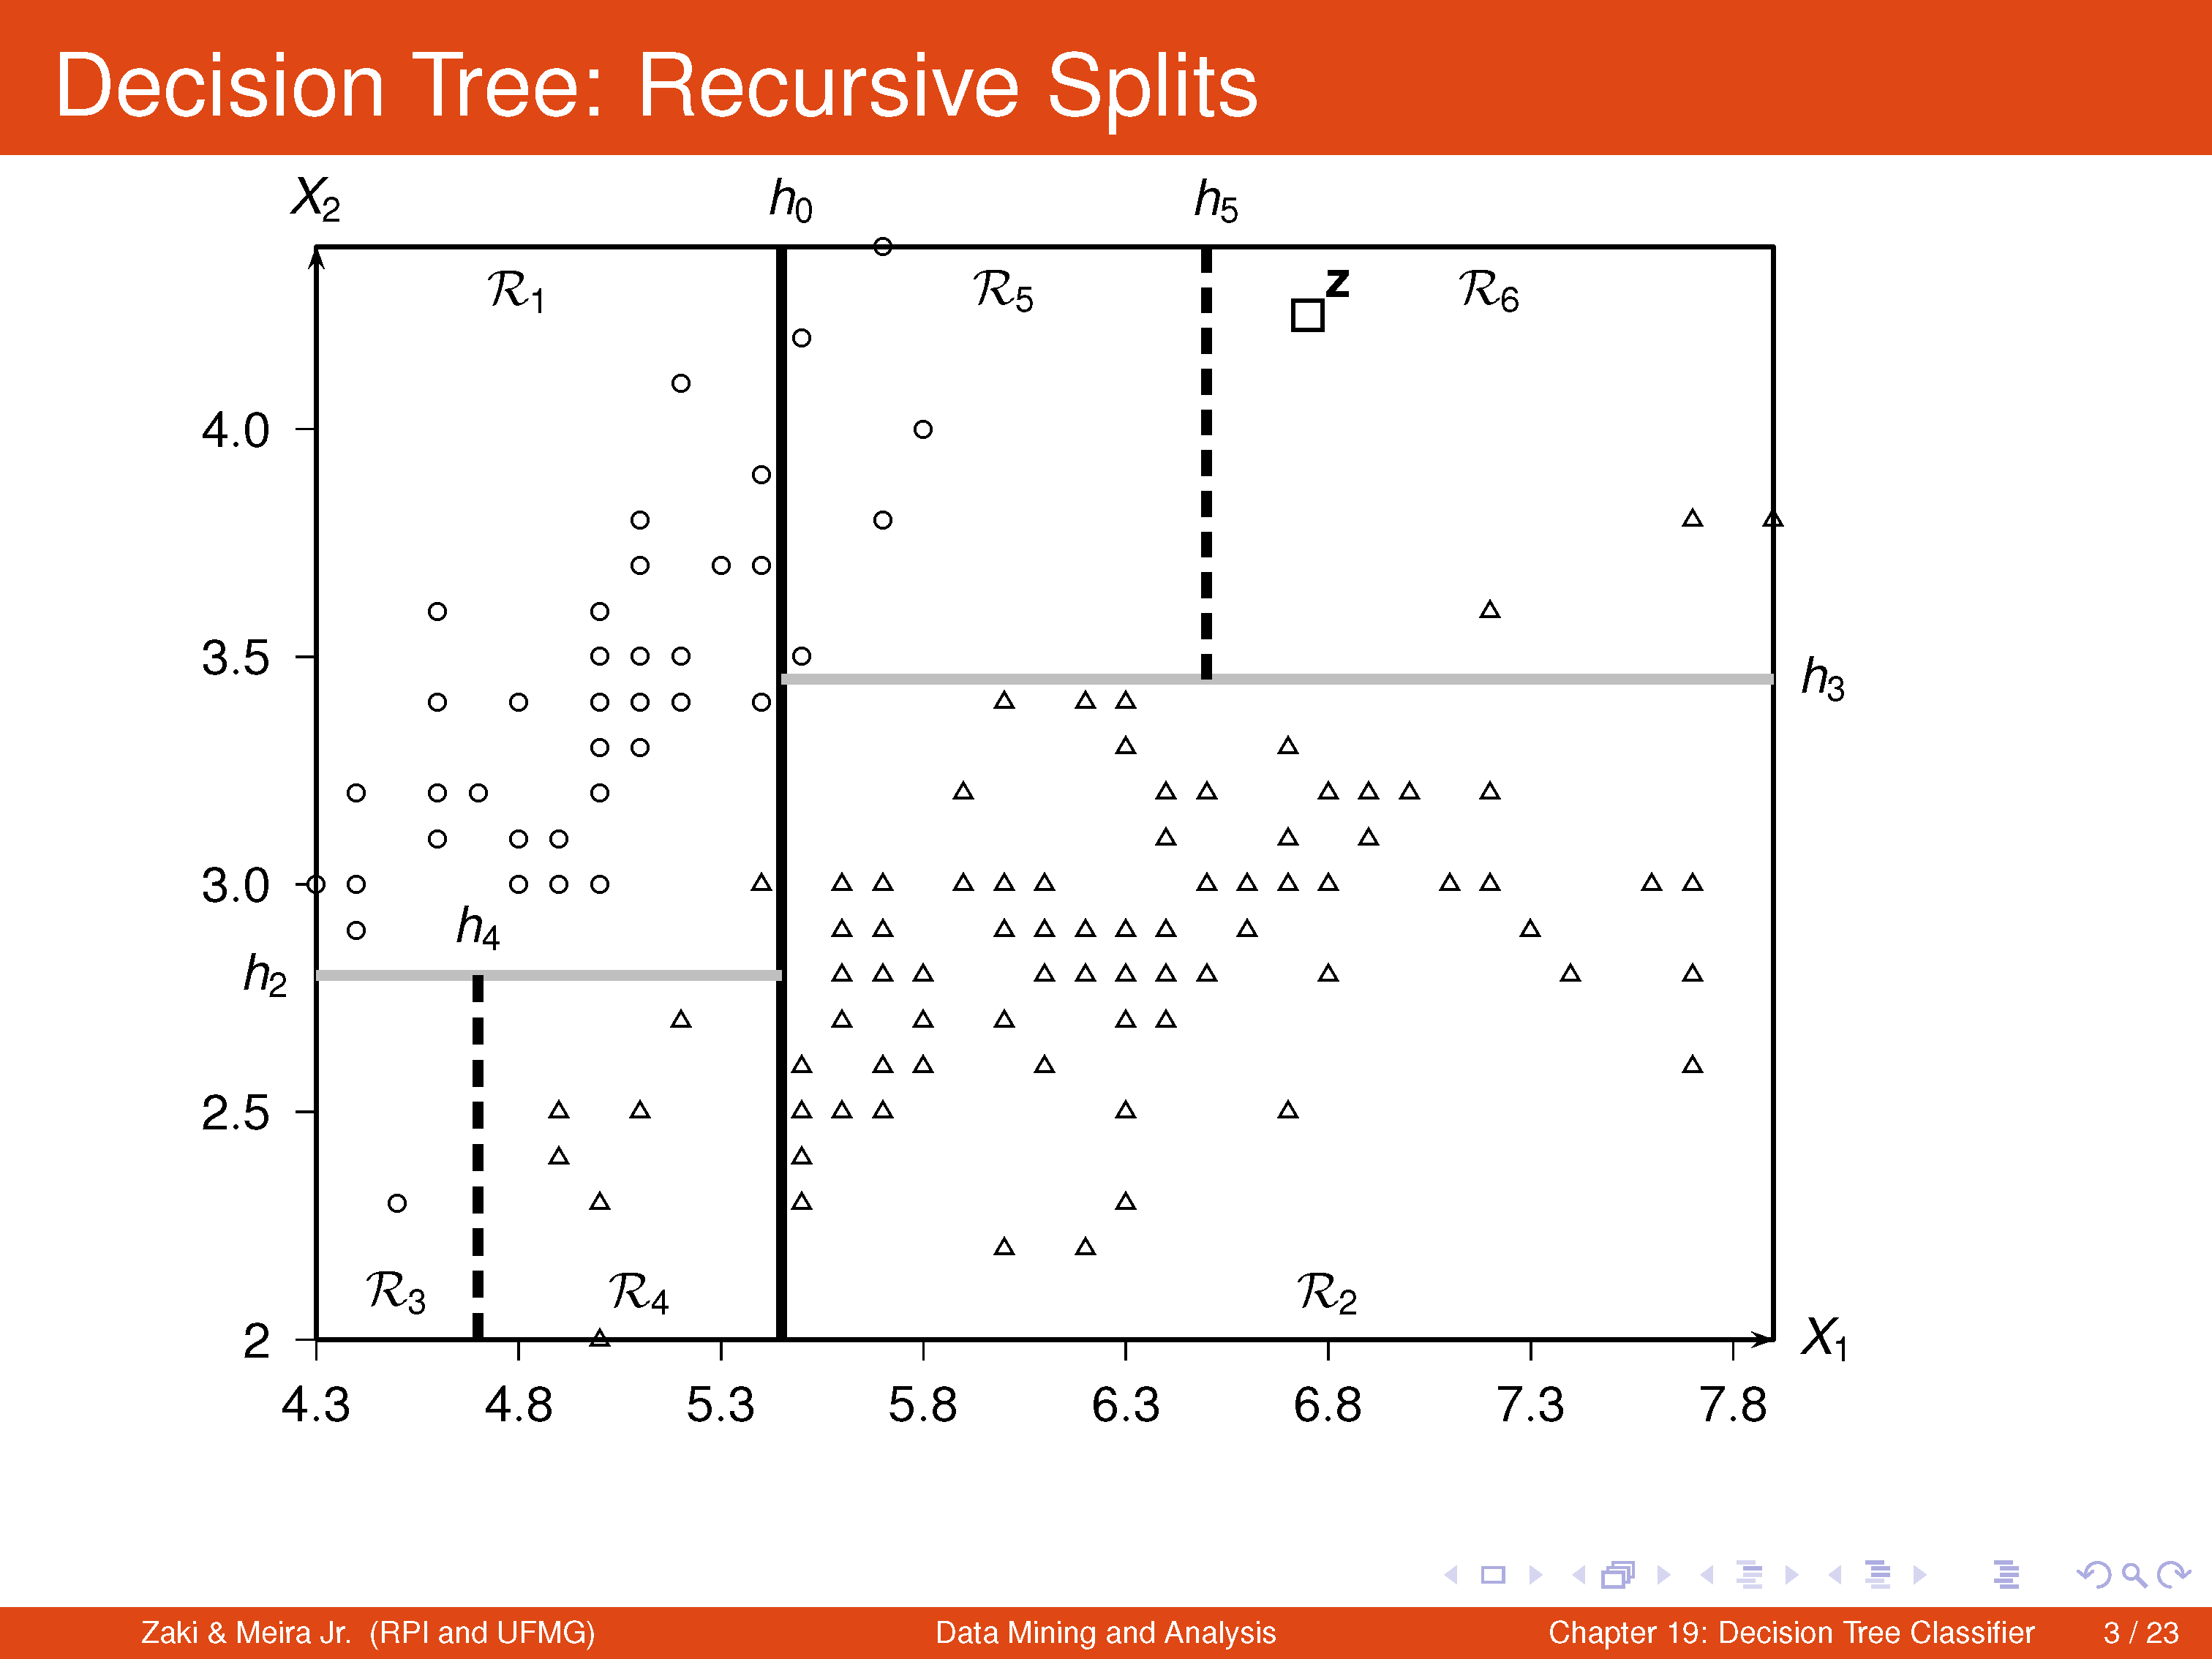 Decision Tree: Recursive Splits
X2 h0 h5
R1 R5 z R6
4.0
3.5
h3
3.0
h4
h2
2.5
R3 R4 R2
2 X1
4.3 4.8 5.3 5.8 6.3 6.8 7.3 7.8
Zaki & Meira Jr. (RPI and UFMG) Data Mining and Analysis Chapter 19: Decision Tree Classifier 3 / 23